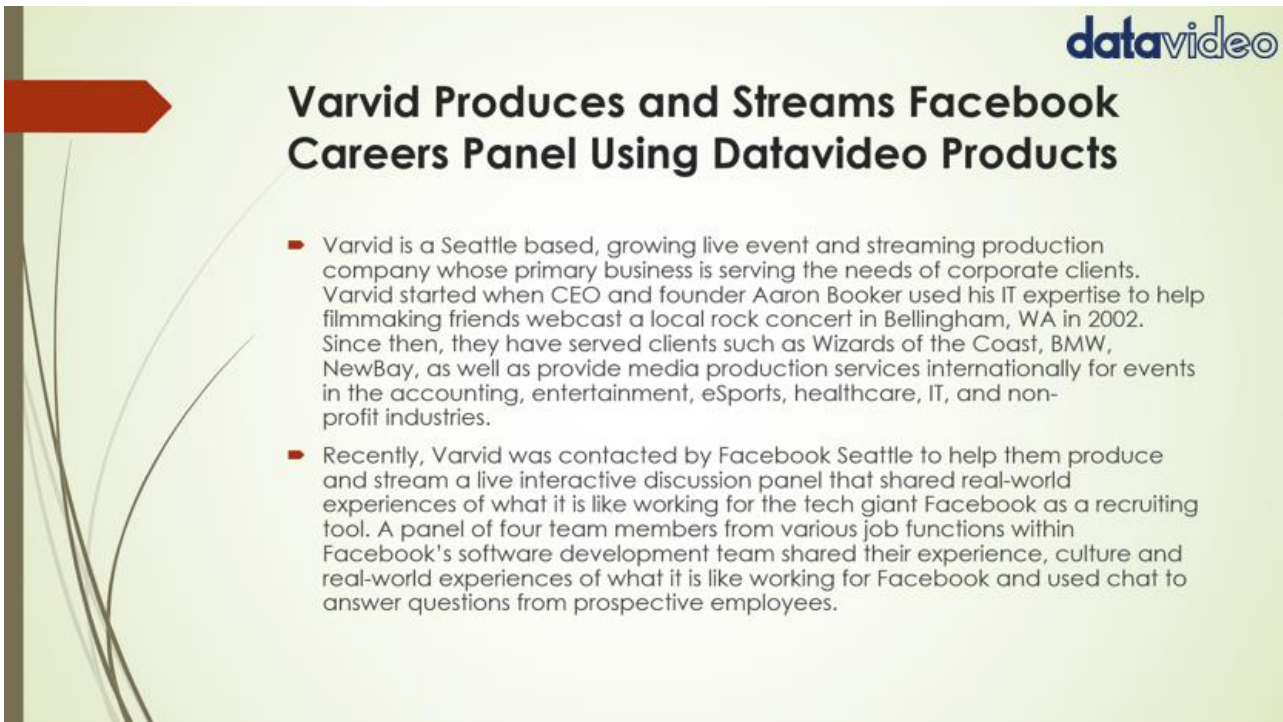 datavideo
Varvid Produces and Streams Facebook
Careers Panel Using Datavideo Products
Varvid is a Seattle based, growing live event and streaming production
company whose primary business is serving the needs of corporate clients.
Varvid started when CEO and founder Aaron Booker used his IT expertise to help
filmmaking friends webcast a local rock concert in Bellingham, WA in 2002.
Since then, they have served clients such as Wizards of the Coast, BMW,
NewBay, as well as provide media production services internationally for events
in the accounting, entertainment, eSports, healthcare, IT, and non-
profit industries.
Recently, Varvid was contacted by Facebook Seattle to help them produce
and stream a live interactive discussion panel that shared real-world
experiences of what it is like working for the tech giant Facebook as a recruiting
tool. A panel of four team members from various job functions within
Facebook's software development team shared their experience, culture and
real-world experiences of what it is like working for Facebook and used chat to
answer questions from prospective employees.